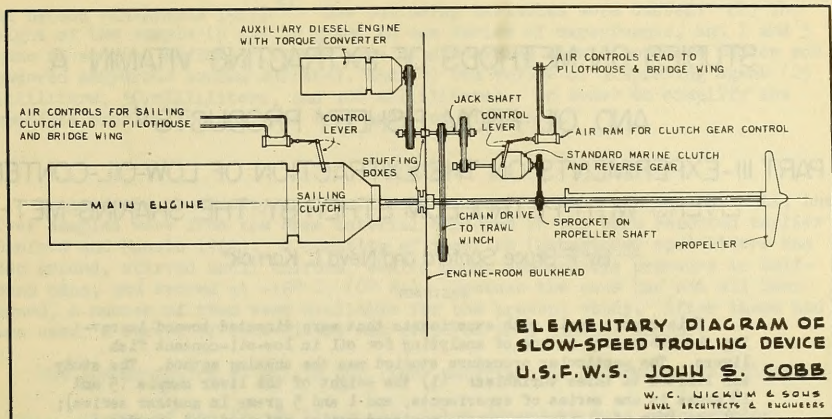 AUXILIARY DIESEL ENGINE
WITH TORQUE CONVERTER
AIR CONTROLS LEAD TO
PILOTHOUSE & BRIDGE WING
AIR CONTROLS FOR SAILING
CLUTCH LEAD TO PILOTHOUSE
AND BRIDGE WING
CONTROL
LEVER
JACK SHAFT
CONTROL
LEVER
AIR RAM FOR CLUTCH GEAR CONTROL
STUFFING
BOXES
STANDARD MARINE CLUTCH
AND REVERSE GEAR
MAIN ENGINE
SAILING
CLUTCH
CHAIN DRIVE
TO TRAWL
WINCH
SPROCKET ON
PROPELLER SHAFT
PROPELLER
ENGINE-ROOM BULKHEAD
ELEMENTARY DIAGRAM OF
SLOW-SPEED TROLLING DEVICE
U.S.F.W.S. JOHN S. COBB
W. C. NICKUM & SONS
NAVAL ARCHITECTS & ENGINEERS